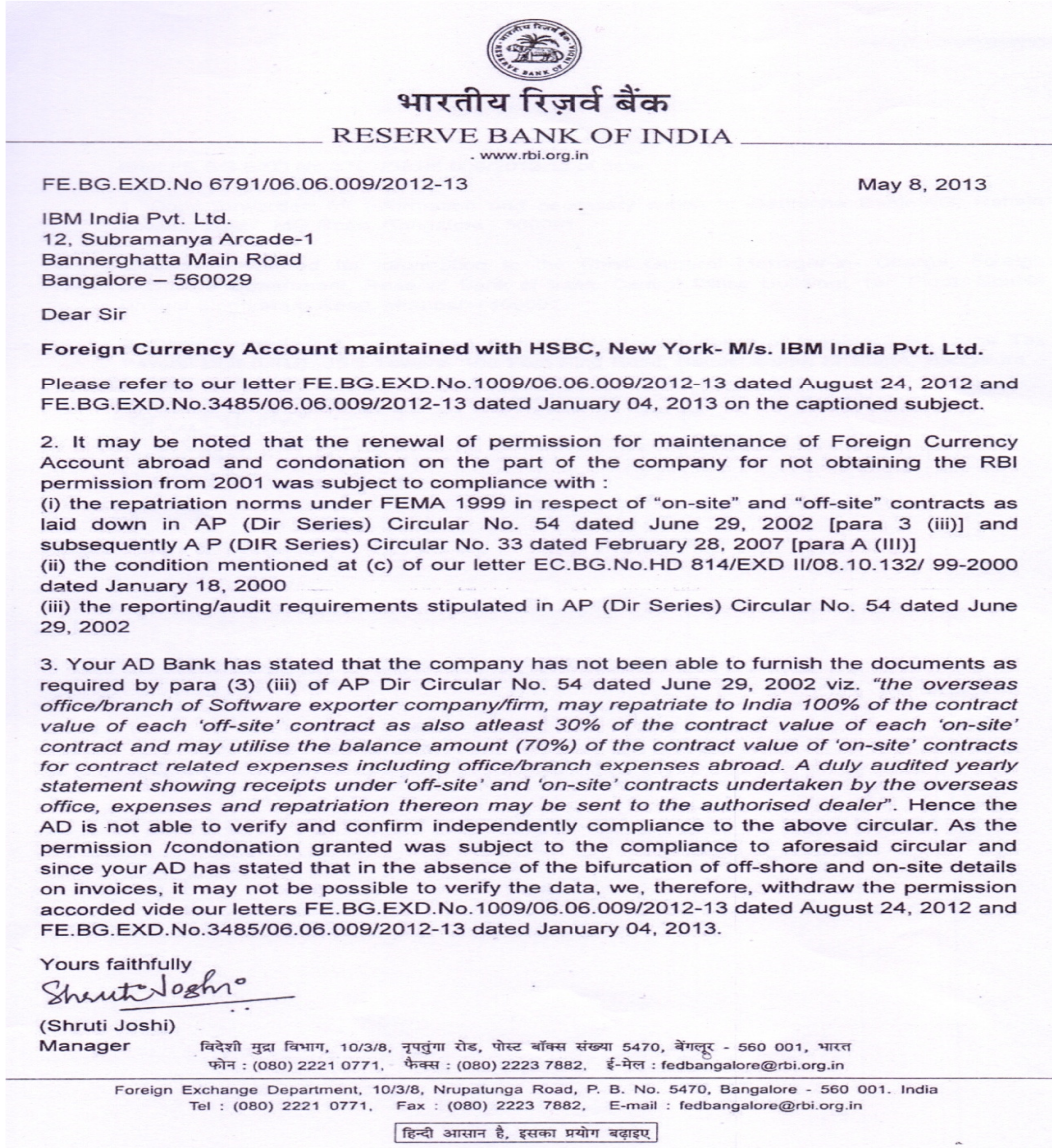 भारतीय रिज़र्व बैंक
RESERVE BANK OF INDIA
भारतीय रिज़र्व बैंक
RESERVE BANK OF INDIA
www.rbi.org.in
FE.BG.EXD.No 6791/06.06.009/2012-13 May 8, 2013
IBM India Pvt. Ltd.
12, Subramanya Arcade-1
Bannerghatta Main Road
Bangalore – 560029
Dear Sir
Foreign Currency Account maintained with HSBC, New York- M/s. IBM India Pvt. Ltd.
Please refer to our letter FE.BG.EXD.No.1009/06.06.009/2012-13 dated August 24, 2012 and
FE.BG.EXD.No.3485/06.06.009/2012-13 dated January 04, 2013 on the captioned subject.
2. It may be noted that the renewal of permission for maintenance of Foreign Currency
Account abroad and condonation on the part of the company for not obtaining the RBI
permission from 2001 was subject to compliance with :
(i) the repatriation norms under FEMA 1999 in respect of “on-site” and “off-site” contracts as
laid down in AP (Dir Series) Circular No. 54 dated June 29, 2002 [para 3 (iii)] and
subsequently A P (DIR Series) Circular No. 33 dated February 28, 2007 [para A (III)]
(ii) the condition mentioned at (c) of our letter EC.BG.No.HD 814/EXD II/08.10.132/ 99-2000
dated January 18, 2000
(iii) the reporting/audit requirements stipulated in AP (Dir Series) Circular No. 54 dated June
29, 2002
3. Your AD Bank has stated that the company has not been able to furnish the documents as
required by para (3) (iii) of AP Dir Circular No. 54 dated June 29, 2002 viz. “the overseas
office/branch of Software exporter company/firm, may repatriate to India 100% of the contract
value of each ‘off-site’ contract as also atleast 30% of the contract value of each ‘on-site’
contract and may utilise the balance amount (70%) of the contract value of ‘on-site’ contracts
for contract related expenses including office/branch expenses abroad. A duly audited yearly
statement showing receipts under ‘off-site’ and ‘on-site’ contracts undertaken by the overseas
office, expenses and repatriation thereon may be sent to the authorised dealer”. Hence the
AD is not able to verify and confirm independently compliance to the above circular. As the
permission /condonation granted was subject to the compliance to aforesaid circular and
since your AD has stated that in the absence of the bifurcation of off-shore and on-site details
on invoices, it may not be possible to verify the data, we, therefore, withdraw the permission
accorded vide our letters FE.BG.EXD.No.1009/06.06.009/2012-13 dated August 24, 2012 and
FE.BG.EXD.No.3485/06.06.009/2012-13 dated January 04, 2013.
Yours faithfully
Shruti Joshi
(Shruti Joshi)
Manager
विदेशी मुद्रा विभाग, 10/3/8, नृपतुंगा रोड, पोस्ट बॉक्स संख्या 5470, बेंगलूर - 560 001, भारत
फोन : (080) 2221 0771, फैक्स : (080) 2223 7882, ई-मेल : fedbangalore@rbi.org.in
Foreign Exchange Department, 10/3/8, Nrupatunga Road, P. B. No. 5470, Bangalore - 560 001. India
Tel : (080) 2221 0771, Fax : (080) 2223 7882, E-mail : fedbangalore@rbi.org.in
हिन्दी आसान है, इसका प्रयोग बढ़ाइए